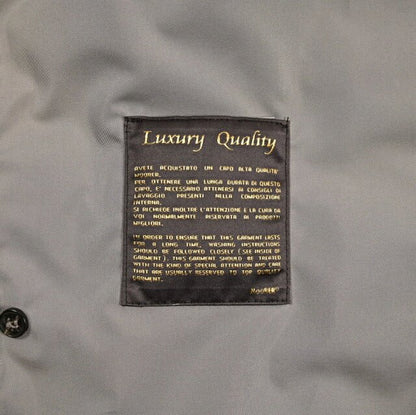 Luxury Quality
AVETE ACQUISTATO UN CAPO ALTA QUALITA'
MOORER.
PER OTTENERE UNA LUNGA DURATA DI QUESTO
CAPO, E' NECESSARIO ATTENERSI AI CONSIGLI DI
LAVAGGIO PRESENTI NELLA COMPOSIZIONE
INTERNA.
SI RICHIEDE INOLTRE L'ATTENZIONE E LA CURA DA
VOI NORMALMENTE RISERVATA AI PRODOTTI
MIGLIORI.
IN ORDER TO ENSURE THAT THIS GARMENT LASTS
FOR A LONG TIME, WASHING INSTRUCTIONS
SHOULD BE FOLLOWED CLOSELY (SEE INSIDE OF
GARMENT). THIS GARMENT SHOULD BE TREATED
WITH THE KIND OF SPECIAL ATTENTION AND CARE
THAT ARE USUALLY RESERVED TO TOP QUALITY
GARMENT.
MOORER®